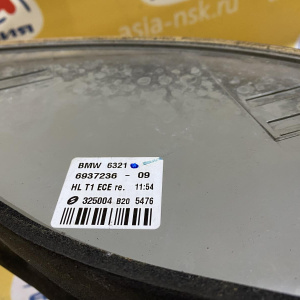 asia-nsk.ru
BMW 6321
6937236 - 09
HL T1 ECE re. 11:54
325004 B20 5476